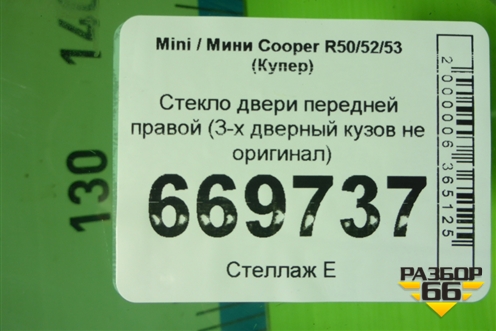 Mini / Мини Cooper R50/52/53
(Купер)
Стекло двери передней
правой (3-х дверный кузов не
оригинал)
669737
Стеллаж Е
2000006365125
130
140
РАЗБОР
66